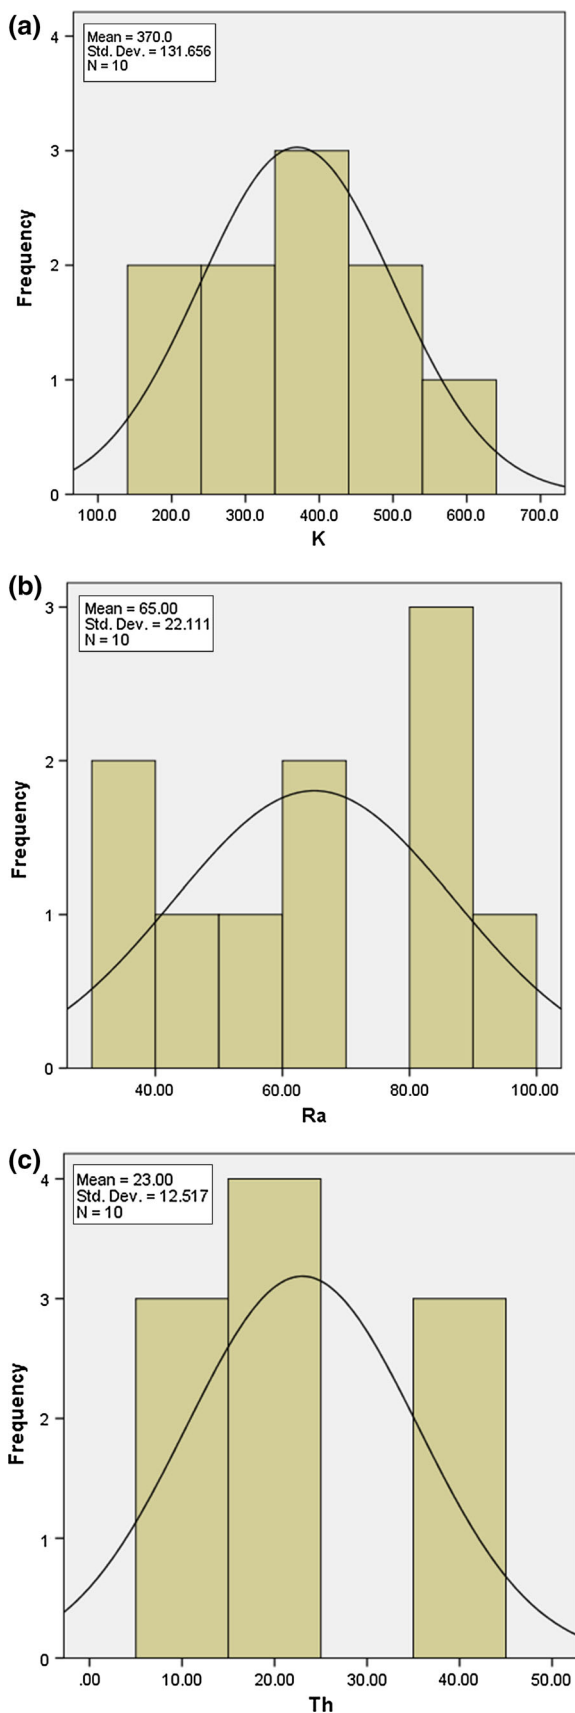 (a)
Mean = 370.0
Std. Dev. = 131.656
N = 10
4
3
2
1
0
Frequency
100.0 200.0 300.0 400.0 500.0 600.0 700.0
K
(b)
Mean = 65.00
Std. Dev. = 22.111
N = 10
3
2
1
0
Frequency
40.00 60.00 80.00 100.00
Ra
(c)
Mean = 23.00
Std. Dev. = 12.517
N = 10
4
3
2
1
0
Frequency
.00 10.00 20.00 30.00 40.00 50.00
Th